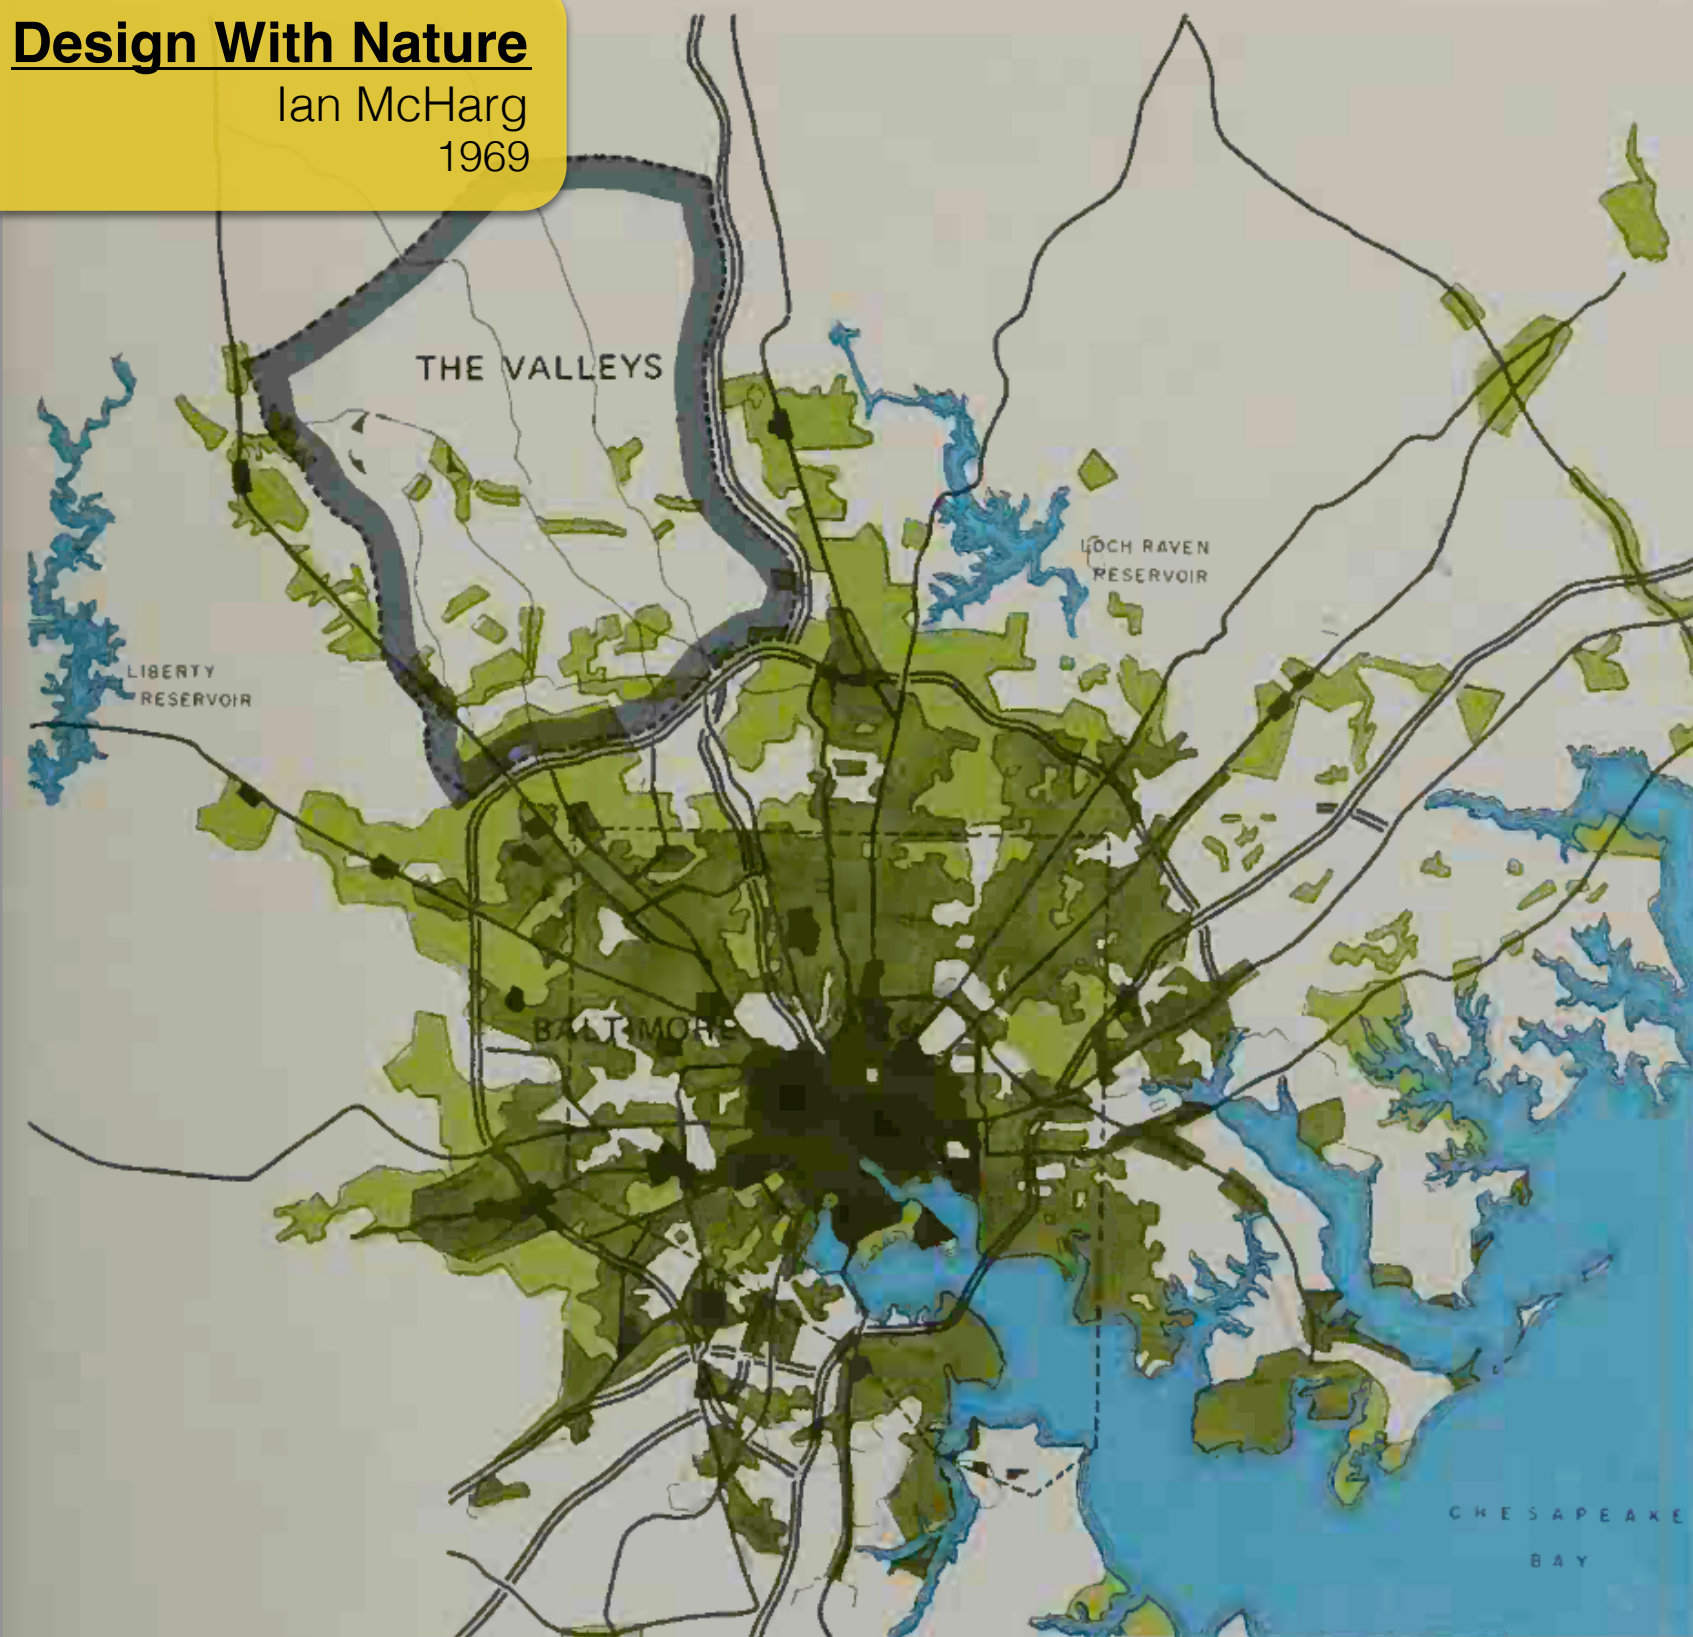 Design With Nature
Ian McHarg
1969
THE VALLEYS
LOCH RAVEN
RESERVOIR
LIBERTY
RESERVOIR
BALTIMORE
CHESAPEAKE
BAY